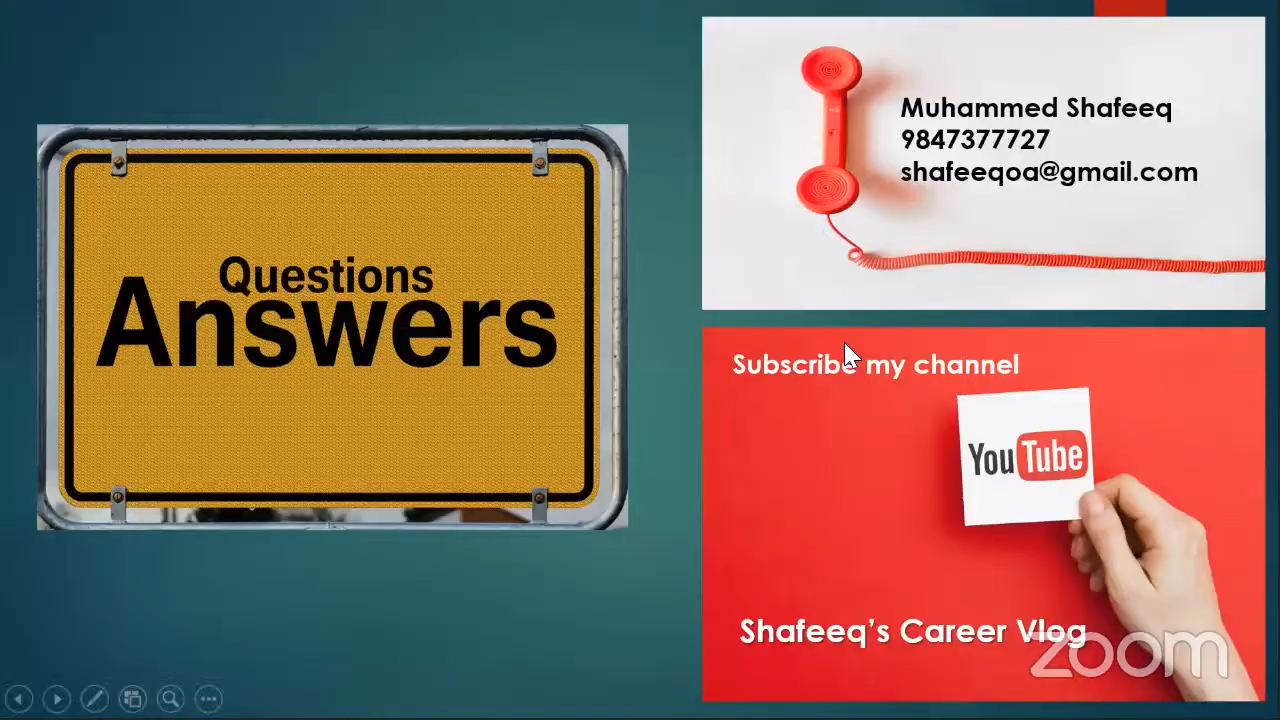 Questions
Answers
Muhammed Shafeeq
9847377727
shafeeqoa@gmail.com
Subscribe my channel
YouTube
Shafeeq's Career Vlog
zoom